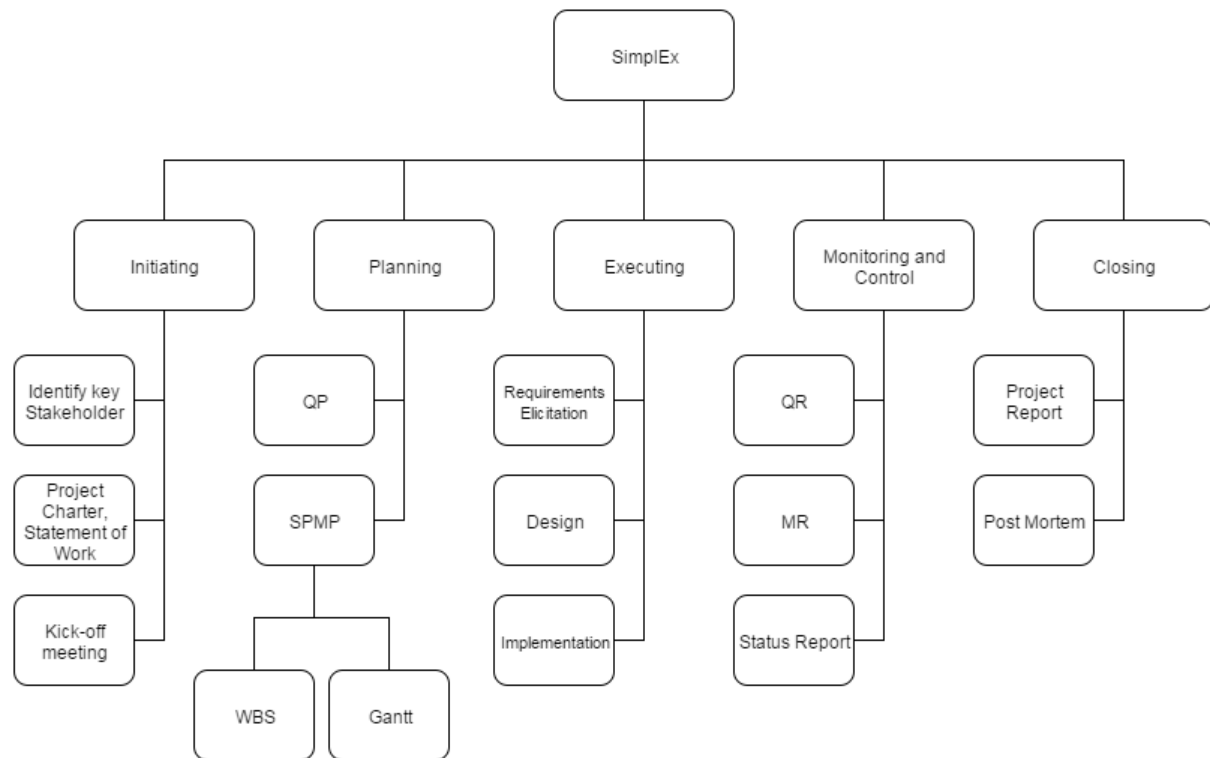 SimplEx
Initiating
Planning
Executing
Monitoring and
Control
Closing
Identify key
Stakeholder
QP
Requirements
Elicitation
QR
Project
Report
Project
Charter,
Statement of
Work
SPMP
Design
MR
Post Mortem
Kick-off
meeting
Implementation
Status Report
WBS
Gantt